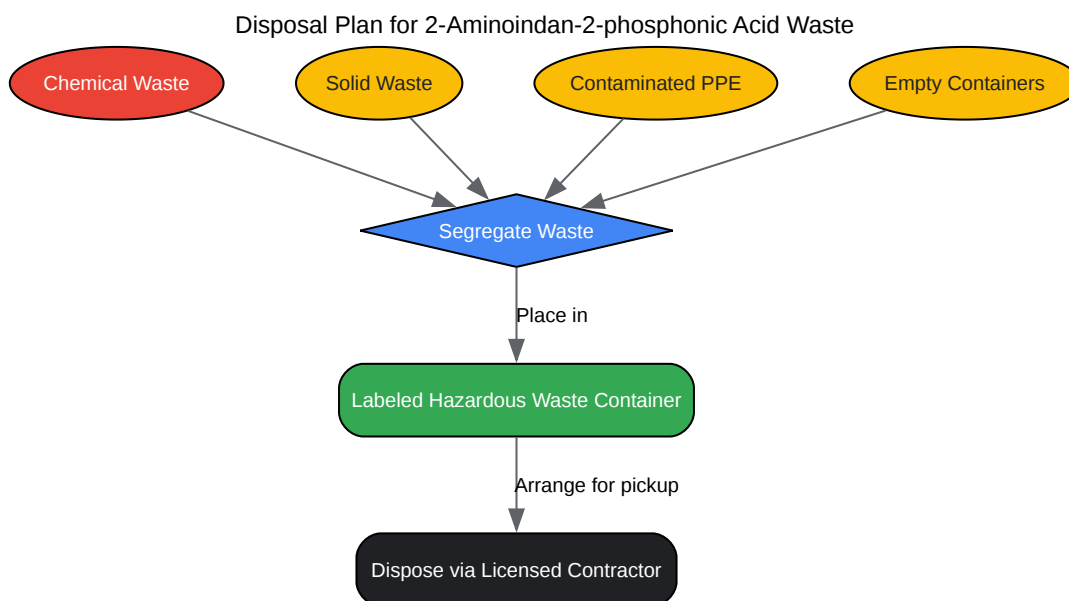 Disposal Plan for 2-Aminoindan-2-phosphonic Acid Waste
Chemical Waste
Solid Waste
Contaminated PPE
Empty Containers
Segregate Waste
Place in
Labeled Hazardous Waste Container
Arrange for pickup
Dispose via Licensed Contractor